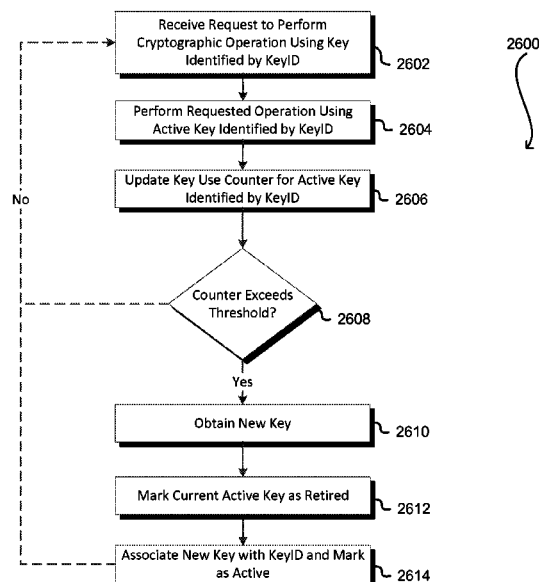 Receive Request to Perform
Cryptographic Operation Using Key
Identified by KeyID
2602
2600
Perform Requested Operation Using
Active Key Identified by KeyID
2604
Update Key Use Counter for Active Key
Identified by KeyID
2606
No
Counter Exceeds
Threshold?
2608
Yes
Obtain New Key
2610
Mark Current Active Key as Retired
2612
Associate New Key with KeyID and Mark
as Active
2614